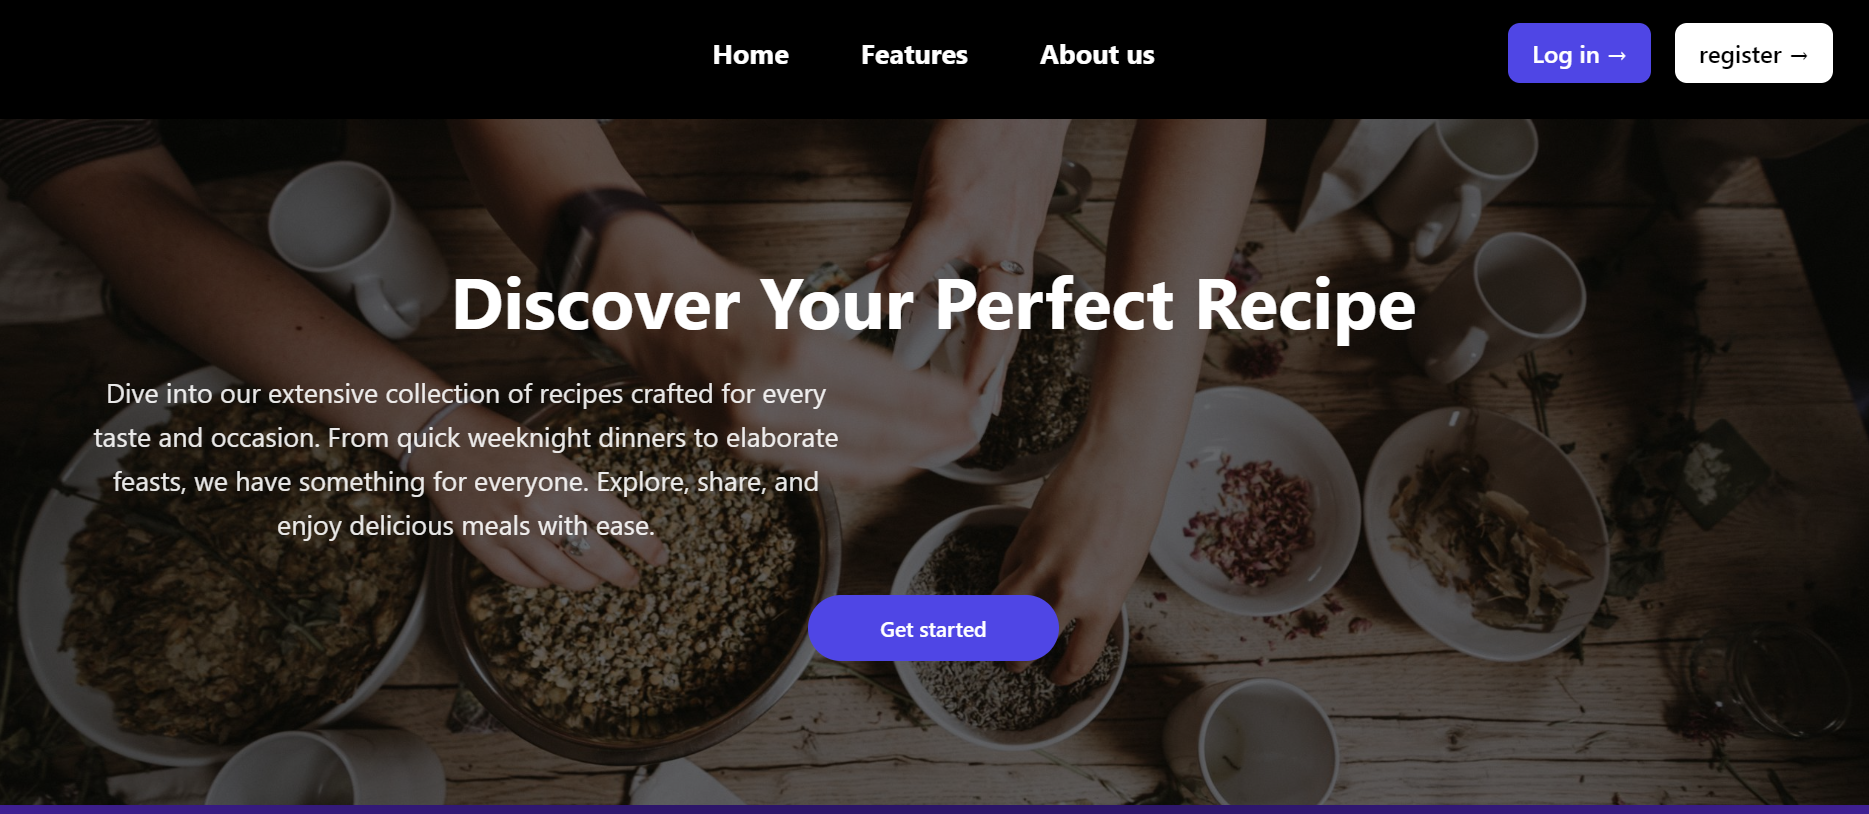 Home Features About us Log in → register →
Discover Your Perfect Recipe
Dive into our extensive collection of recipes crafted for every
taste and occasion. From quick weeknight dinners to elaborate
feasts, we have something for everyone. Explore, share, and
enjoy delicious meals with ease.
Get started